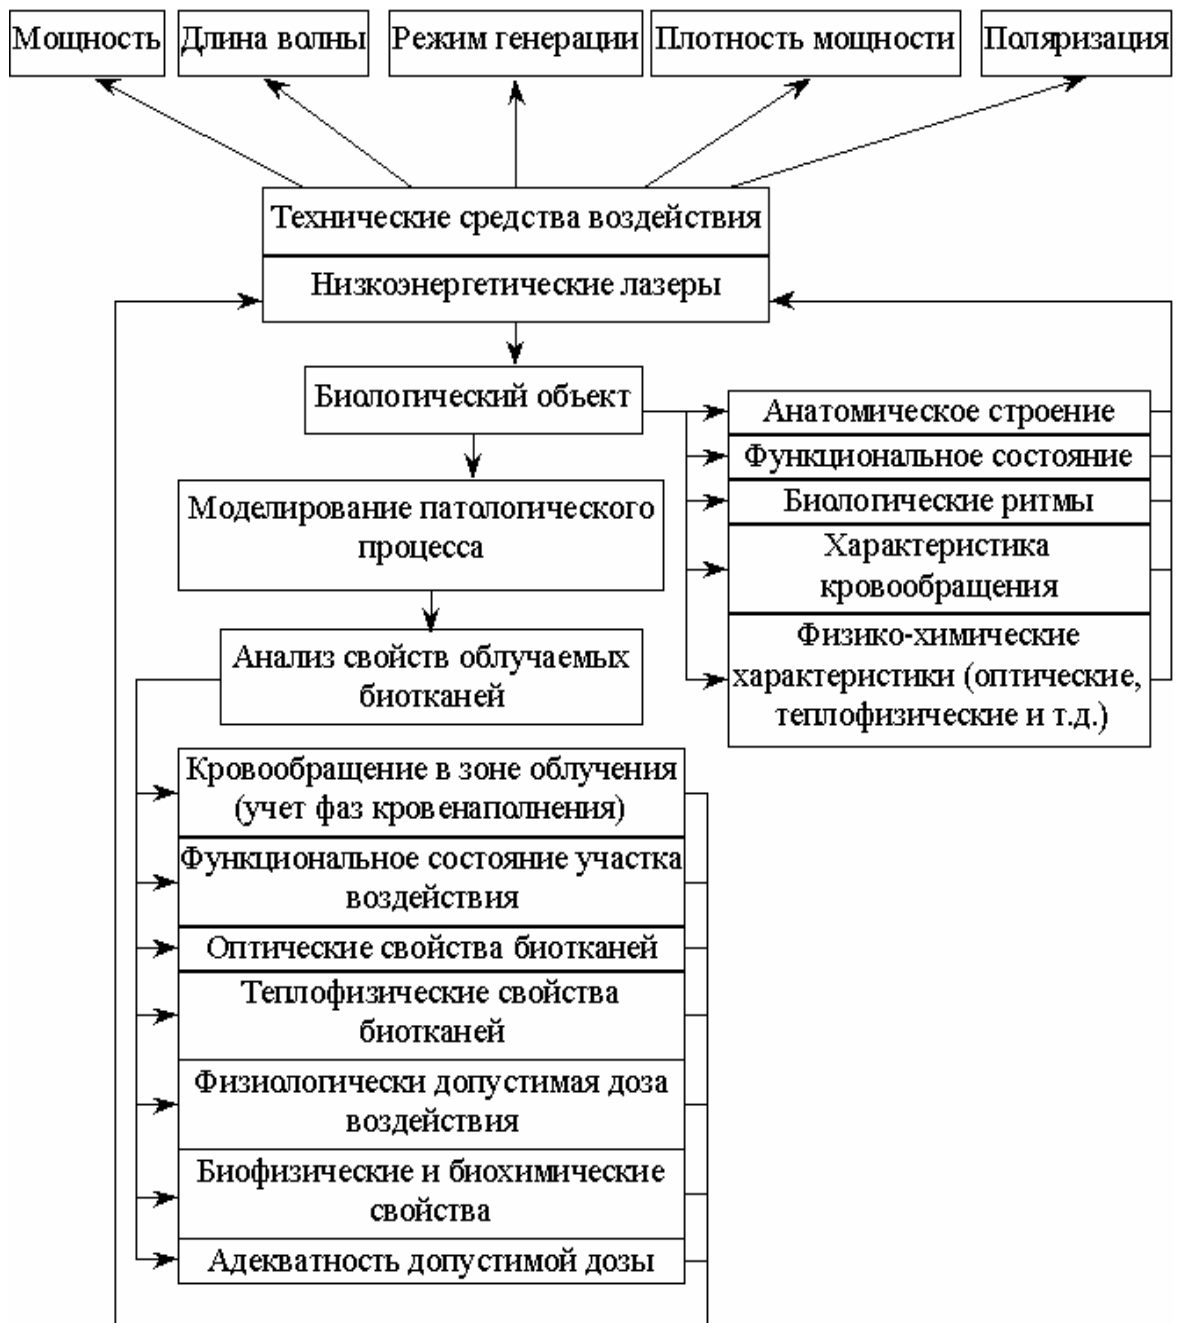 Мощность
Длина волны
Режим генерации
Плотность мощности
Поляризация
Технические средства воздействия
Низкоэнергетические лазеры
Биологический объект
Анатомическое строение
Функциональное состояние
Биологические ритмы
Характеристика
кровообращения
Физико-химические
характеристики (оптические,
теплофизические и т.д.)
Моделирование патологического
процесса
Анализ свойств облучаемых
биотканей
Кровообращение в зоне облучения
(учет фаз кровенаполнения)
Функциональное состояние участка
воздействия
Оптические свойства биотканей
Теплофизические свойства
биотканей
Физиологически допустимая доза
воздействия
Биофизические и биохимические
свойства
Адекватность допустимой дозы